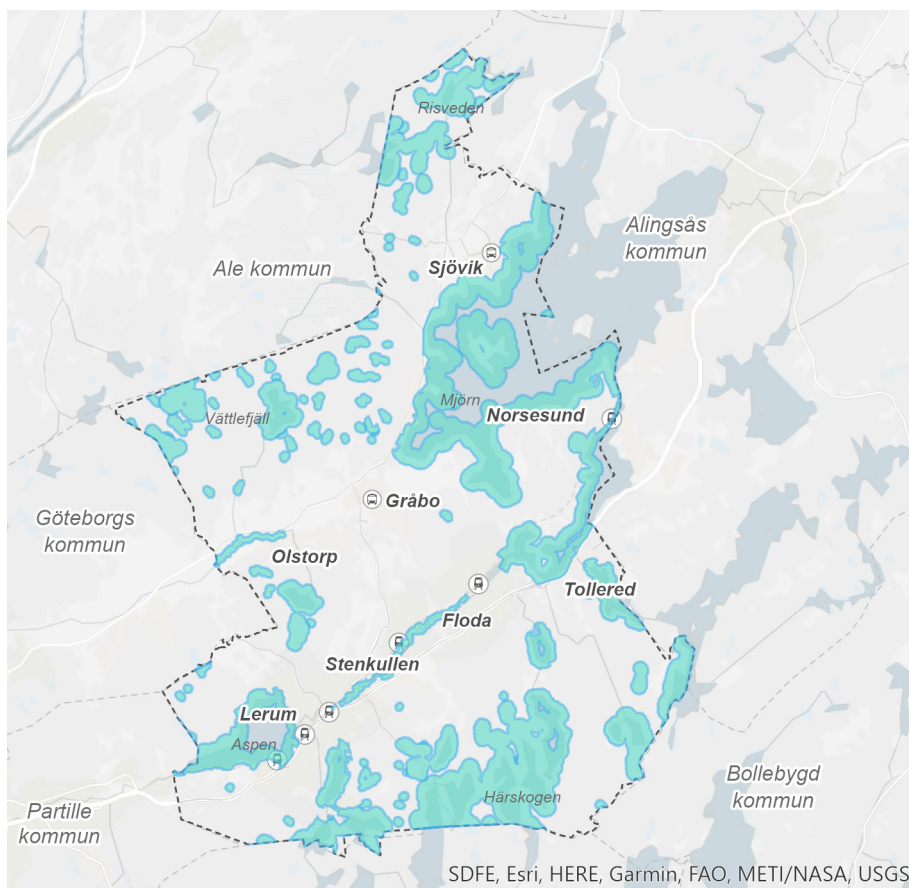 Risveden
Alingsås
kommun
Ale kommun
Sjövik
Mjörn
Norsesund
Vättlefjäll
Gråbo
Göteborgs
kommun
Olstorp
Tollered
Floda
Stenkullen
Lerum
Aspen
Bollebygd
kommun
Härskogen
Partille
kommun
SDFE, Esri, HERE, Garmin, FAO, METI/NASA, USGS